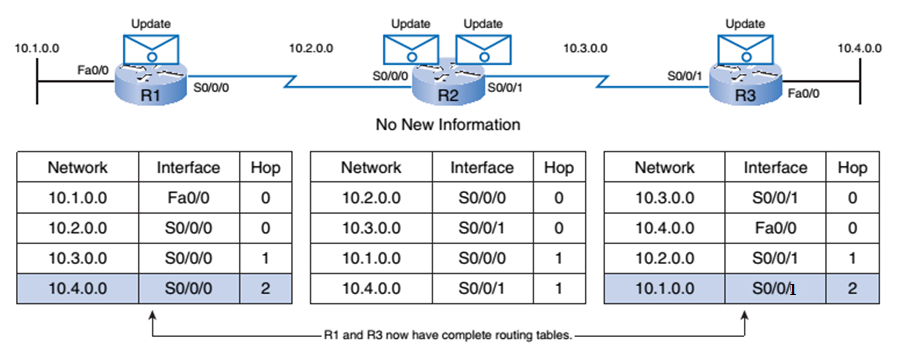 Update Update Update Update
10.1.0.0 10.2.0.0 10.3.0.0 10.4.0.0
Fa0/0 S0/0/0 S0/0/1
R1 S0/0/0 R2 S0/0/1 R3 Fa0/0
No New Information
Network Interface Hop Network Interface Hop Network Interface Hop
10.1.0.0 Fa0/0 0 10.2.0.0 S0/0/0 0 10.3.0.0 S0/0/1 0
10.2.0.0 S0/0/0 0 10.3.0.0 S0/0/1 0 10.4.0.0 Fa0/0 0
10.3.0.0 S0/0/0 1 10.1.0.0 S0/0/0 1 10.2.0.0 S0/0/1 1
10.4.0.0 S0/0/0 2 10.4.0.0 S0/0/1 1 10.1.0.0 S0/0/1 2
R1 and R3 now have complete routing tables.